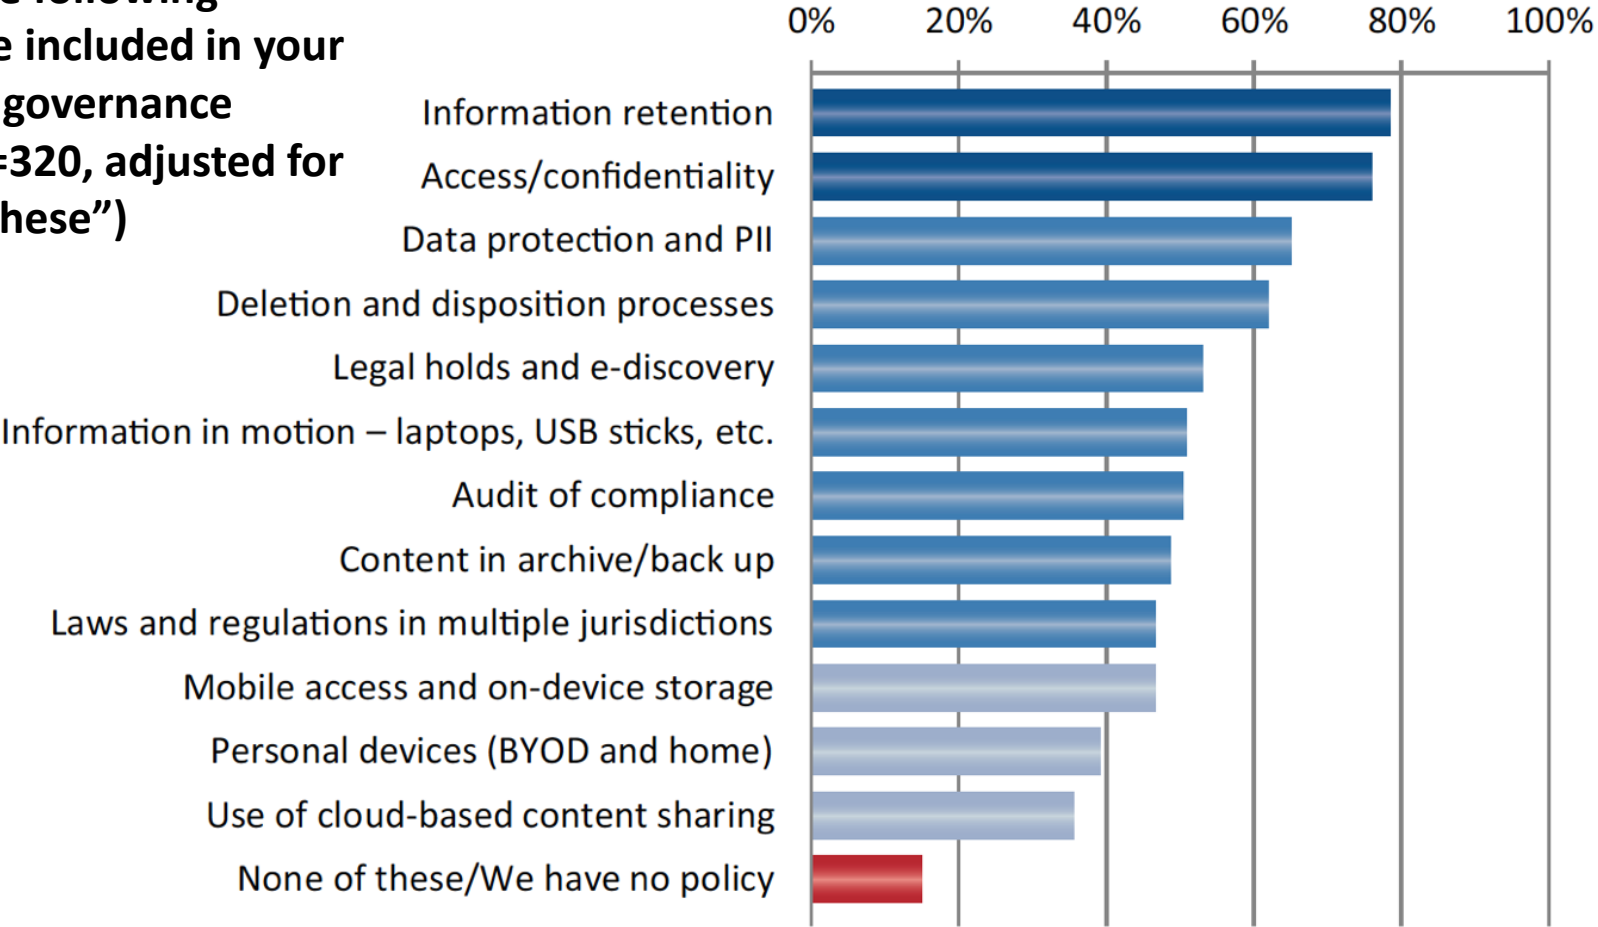 following
included in your
governance
=320, adjusted for
these”)
0% 20% 40% 60% 80% 100%
Information retention
Access/confidentiality
Data protection and PII
Deletion and disposition processes
Legal holds and e-discovery
Information in motion – laptops, USB sticks, etc.
Audit of compliance
Content in archive/back up
Laws and regulations in multiple jurisdictions
Mobile access and on-device storage
Personal devices (BYOD and home)
Use of cloud-based content sharing
None of these/We have no policy